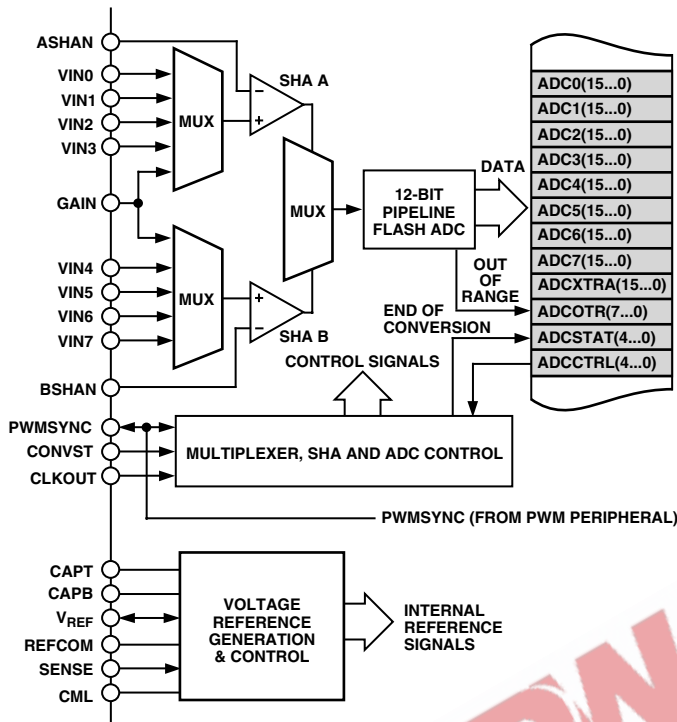 ASHAN
VIN0
VIN1
VIN2
VIN3
GAIN
VIN4
VIN5
VIN6
VIN7
BSHAN
PWMSYNC
CONVST
CLKOUT
MUX
SHA A
MUX
SHA B
MUX
12-BIT
PIPELINE
FLASH ADC
DATA
OUT
OF
RANGE
END OF
CONVERSION
CONTROL SIGNALS
ADC0(15...0)
ADC1(15...0)
ADC2(15...0)
ADC3(15...0)
ADC4(15...0)
ADC5(15...0)
ADC6(15...0)
ADC7(15...0)
ADCXTRA(15...0)
ADCOTR(7...0)
ADCSTAT(4...0)
ADCCTRL(4...0)
MULTIPLEXER, SHA AND ADC CONTROL
PWMSYNC (FROM PWM PERIPHERAL)
CAPT
CAPB
VREF
REFCOM
SENSE
CML
VOLTAGE
REFERENCE
GENERATION
& CONTROL
INTERNAL
REFERENCE
SIGNALS